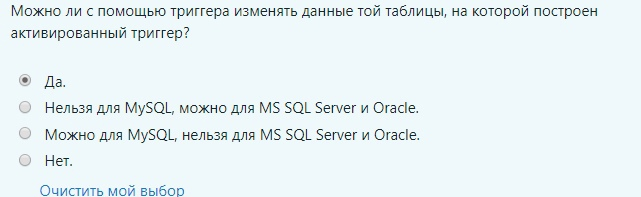 Можно ли с помощью триггера изменять данные той таблицы, на которой построен
активированный триггер?
Да.
Нельзя для MySQL, можно для MS SQL Server и Oracle.
Можно для MySQL, нельзя для MS SQL Server и Oracle.
Нет.
Очистить мой выбор